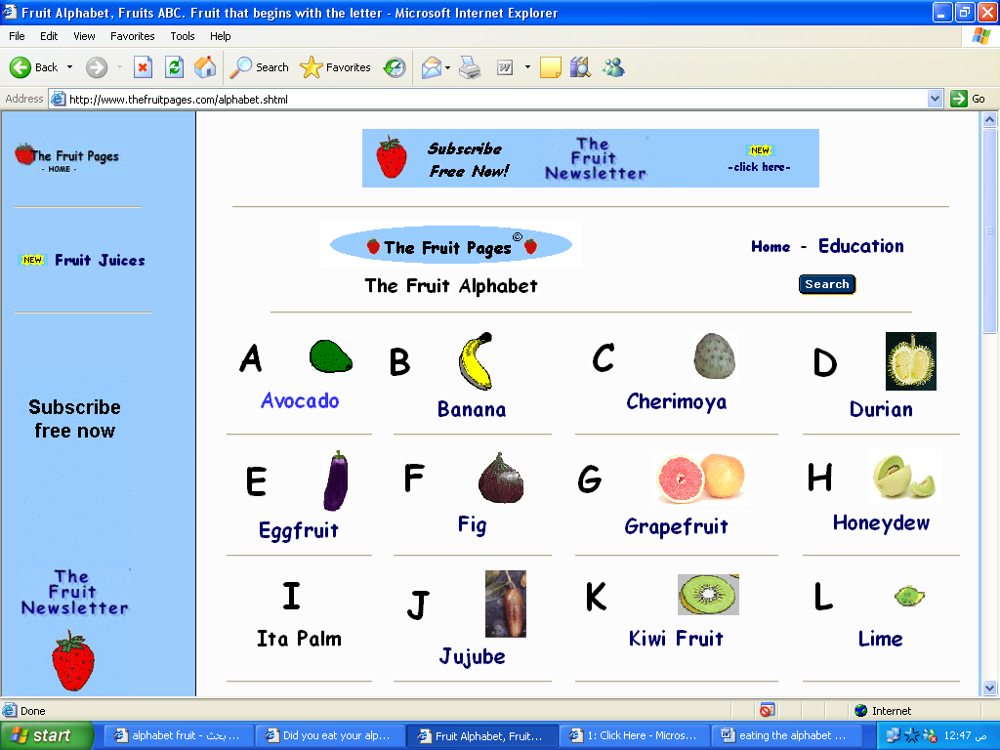 Fruit Alphabet, Fruits ABC. Fruit that begins with the letter - Microsoft Internet Explorer
File Edit View Favorites Tools Help
Back Search Favorites
Address http://www.thefruitpages.com/alphabet.shtml Go
The Fruit Pages
- HOME -
NEW Fruit Juices
Subscribe
free now
The
Fruit
Newsletter
Subscribe
Free Now!
The
Fruit
Newsletter
NEW
-click here-
The Fruit Pages ©
Home - Education
The Fruit Alphabet
Search
A B C D
Avocado Banana Cherimoya Durian
E F G H
Eggfruit Fig Grapefruit Honeydew
I J K L
Ita Palm Jujube Kiwi Fruit Lime
Done Internet
start alphabet fruit - بحث ... Did you eat your alp... Fruit Alphabet, Fruit... 1: Click Here - Micros... eating the alphabet ... 12:47 ص